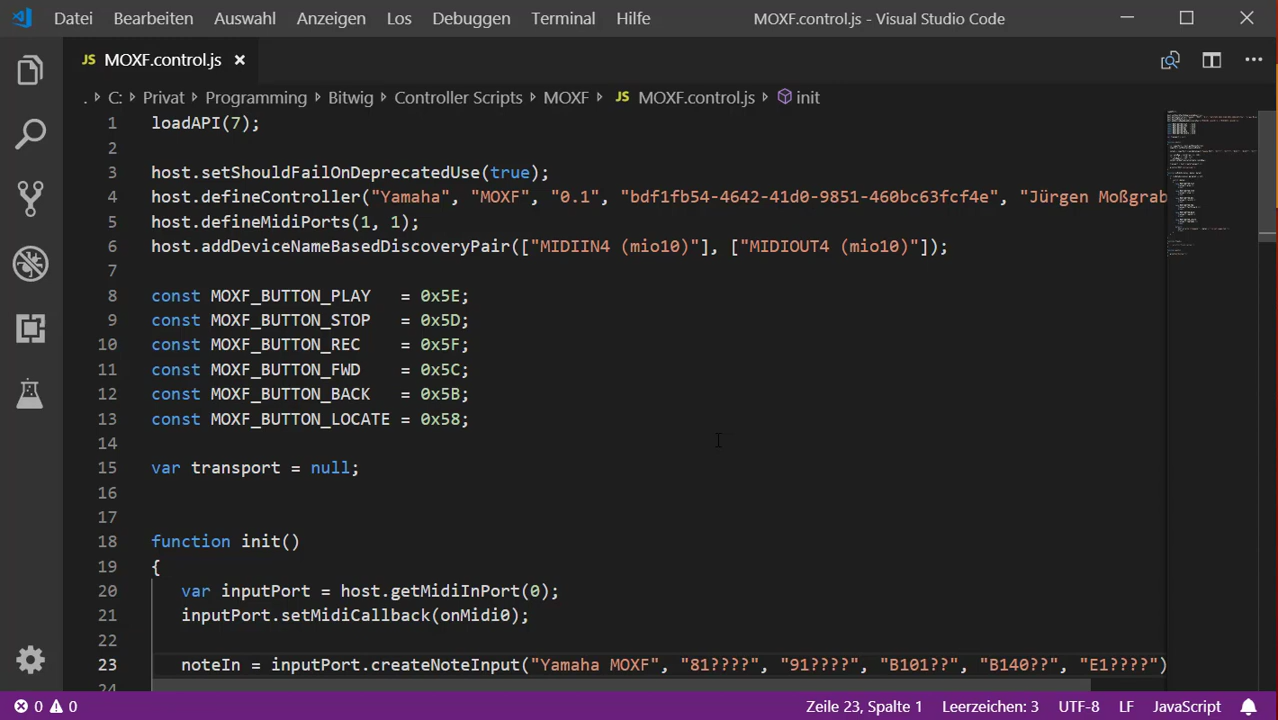 Datei Bearbeiten Auswahl Anzeigen Los Debuggen Terminal Hilfe MOXF.control.js - Visual Studio Code
JS MOXF.control.js
. C: Privat Programming Bitwig Controller Scripts MOXF JS MOXF.control.js init
1 loadAPI(7);
2
3 host.setShouldFailOnDeprecatedUse(true);
4 host.defineController("Yamaha", "MOXF", "0.1", "bdf1fb54-4642-41d0-9851-460bc63fcf4e", "Jürgen Moßgrab
5 host.defineMidiPorts(1, 1);
6 host.addDeviceNameBasedDiscoveryPair(["MIDIIN4 (mio10)"], ["MIDIOUT4 (mio10)"]);
7
8 const MOXF_BUTTON_PLAY = 0x5E;
9 const MOXF_BUTTON_STOP = 0x5D;
10 const MOXF_BUTTON_REC = 0x5F;
11 const MOXF_BUTTON_FWD = 0x5C;
12 const MOXF_BUTTON_BACK = 0x5B;
13 const MOXF_BUTTON_LOCATE = 0x58;
14
15 var transport = null;
16
17
18 function init()
19 {
20 var inputPort = host.getMidiInPort(0);
21 inputPort.setMidiCallback(onMidi0);
22
23 noteIn = inputPort.createNoteInput("Yamaha MOXF", "81????", "91????", "B101??", "B140??", "E1????")
24
0 0 Zeile 23, Spalte 1 Leerzeichen: 3 UTF-8 LF JavaScript